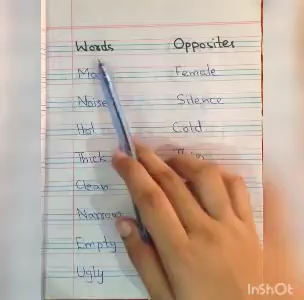 Words Opposites
Female
Noise Silence
Hot Cold
Thick
Clean
Narrow
Empty
Ugly
InShOt